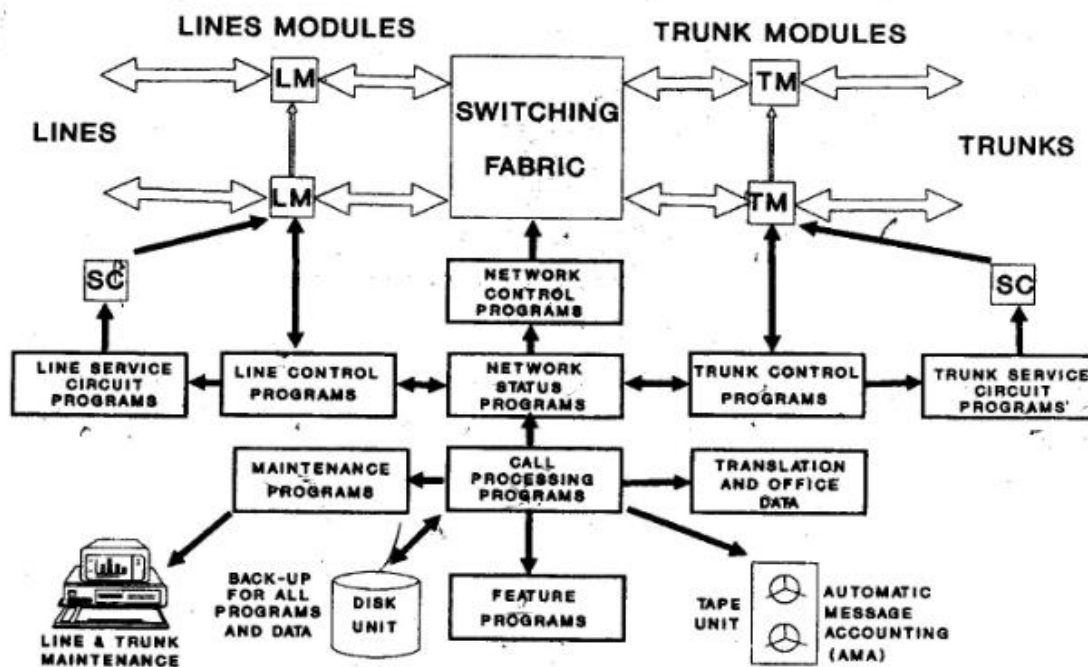 LINES MODULES
TRUNK MODULES
LM
SWITCHING
FABRIC
TM
LINES
TRUNKS
LM
TM
SC
NETWORK
CONTROL
PROGRAMS
SC
LINE SERVICE
CIRCUIT
PROGRAMS
LINE CONTROL
PROGRAMS
NETWORK
STATUS
PROGRAMS
TRUNK CONTROL
PROGRAMS
TRUNK SERVICE
CIRCUIT
PROGRAMS
MAINTENANCE
PROGRAMS
CALL
PROCESSING
PROGRAMS
TRANSLATION
AND OFFICE
DATA
LINE & TRUNK
MAINTENANCE
BACK-UP
FOR ALL
PROGRAMS
AND DATA
DISK
UNIT
FEATURE
PROGRAMS
TAPE
UNIT
AUTOMATIC
MESSAGE
ACCOUNTING
(AMA)